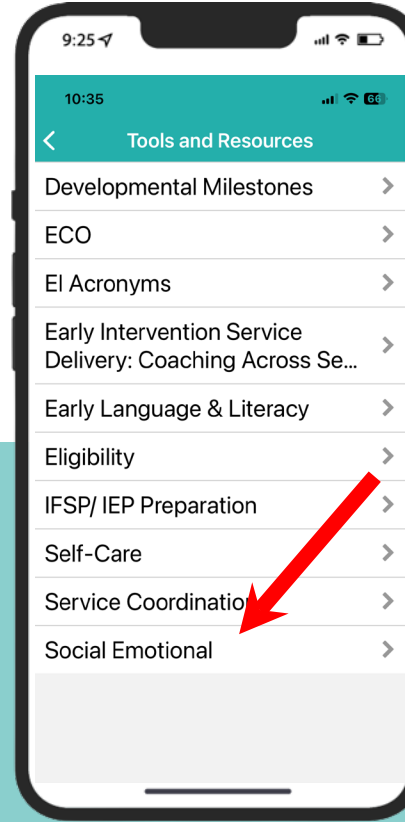 9:25
10:35
66
Tools and Resources
Developmental Milestones
ECO
EI Acronyms
Early Intervention Service
Delivery: Coaching Across Se...
Early Language & Literacy
Eligibility
IFSP/ IEP Preparation
Self-Care
Service Coordination
Social Emotional